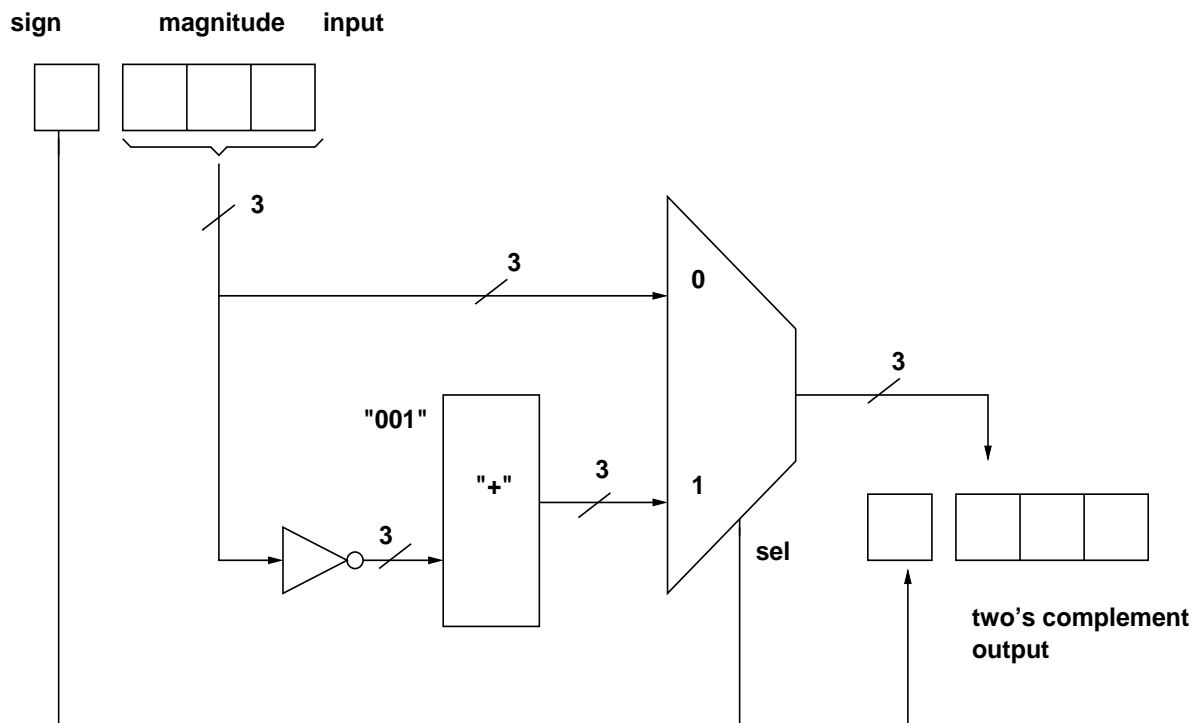 sign magnitude input
3
3
0
3
"001"
"+"
3
1
3
sel
two's complement
output